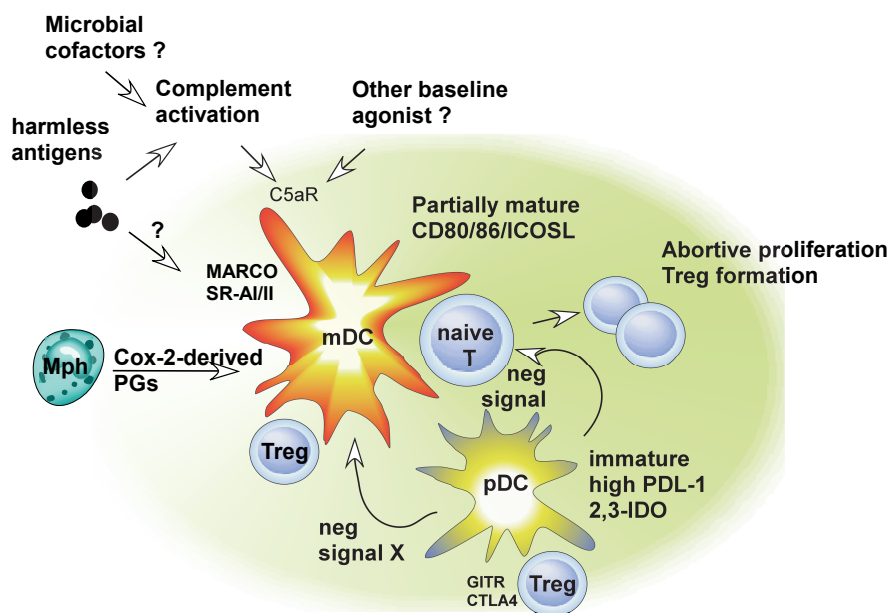 Microbial
cofactors ?
Complement
activation
Other baseline
agonist ?
harmless
antigens
C5aR
?
Partially mature
CD80/86/ICOSL
Abortive proliferation
Treg formation
MARCO
SR-AI/II
mDC
naive
T
Mph
Cox-2-derived
PGs
neg
signal
Treg
pDC
immature
high PDL-1
2,3-IDO
neg
signal X
GITR
CTLA4
Treg